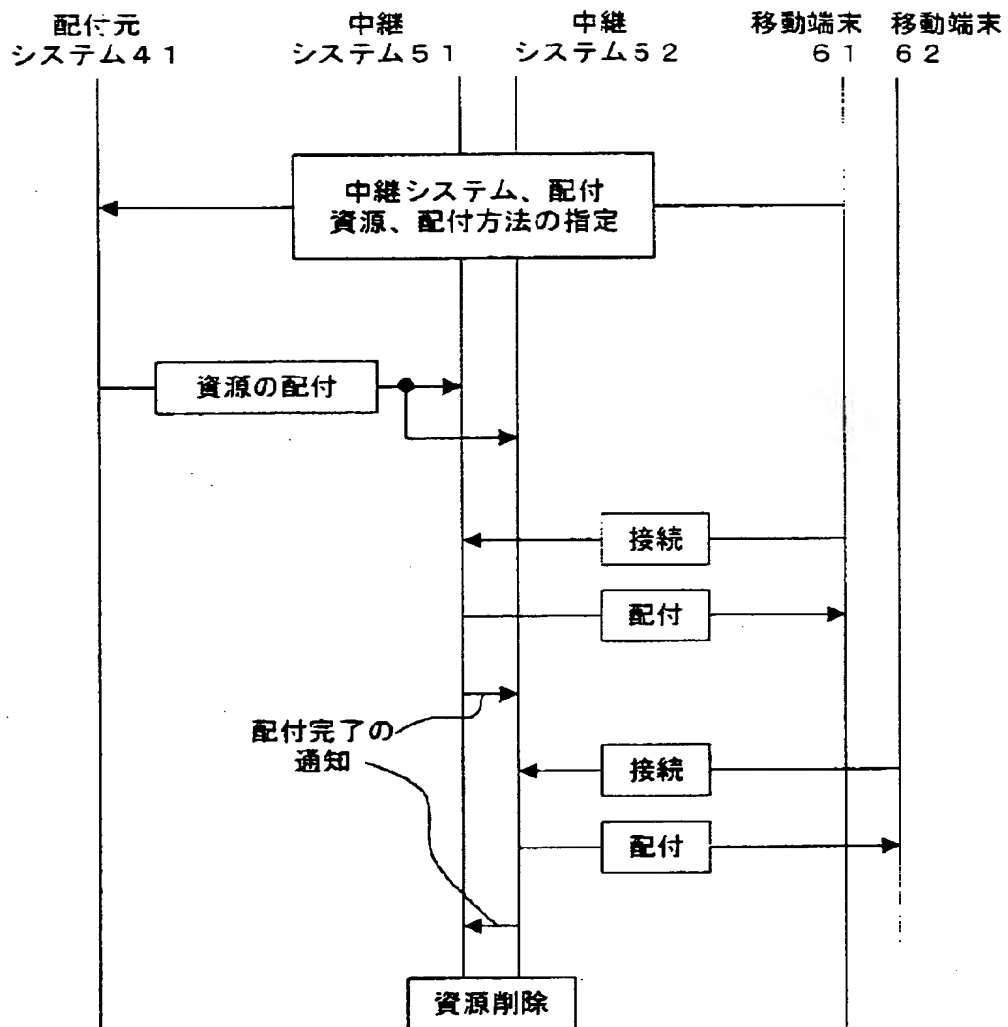 配付元
システム４１
中継
システム５１
中継
システム５２
移動端末
６１
移動端末
６２
中継システム、配付
資源、配付方法の指定
資源の配付
接続
配付
配付完了の
通知
接続
配付
資源削除